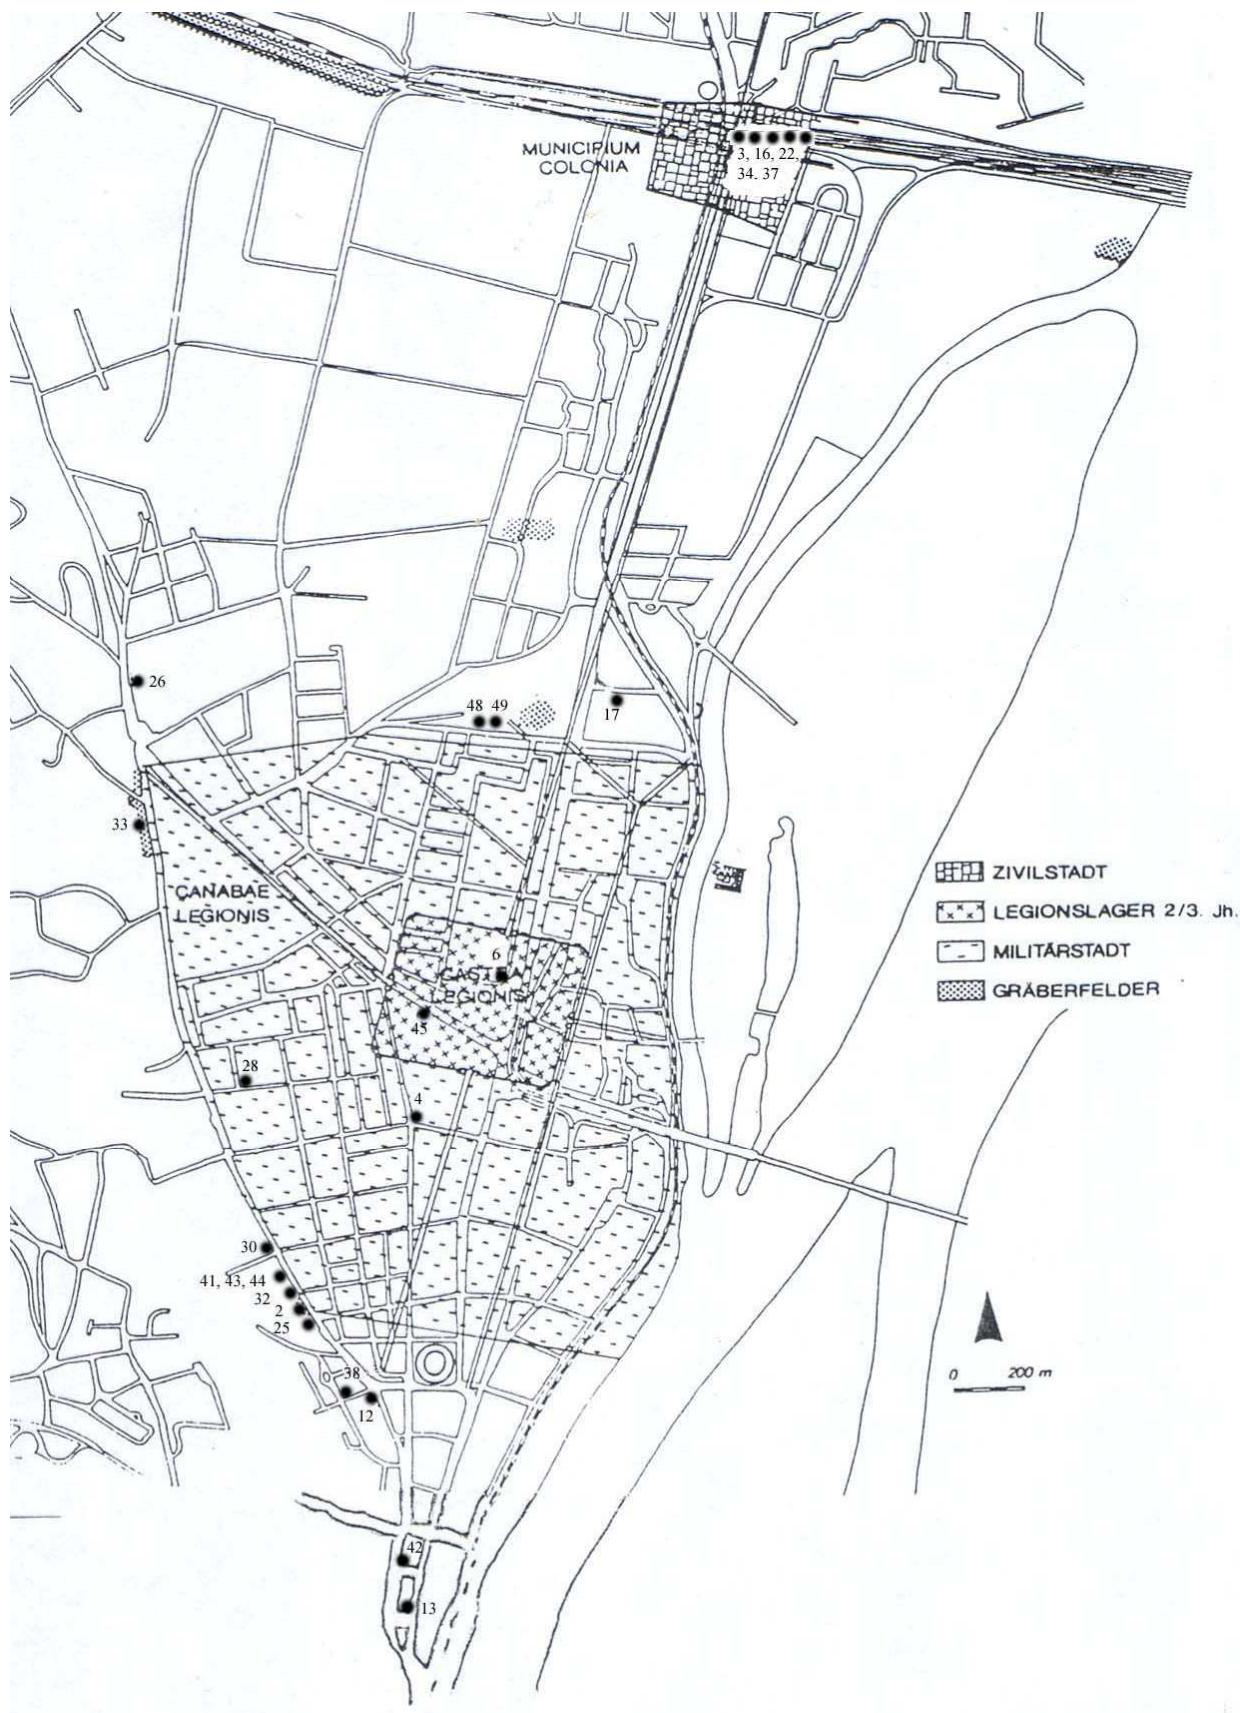 MUNICIPIUM
COLONIA
3, 16, 22,
34, 37
26
48 49
17
33
CANABAE
LEGIONIS
ZIVILSTADT
LEGIONSLAGER 2/3. Jh.
MILITÄRSTADT
GRÄBERFELDER
6
CASTRA
LEGIONIS
45
28
4
30
41, 43, 44
32
2
25
0 200 m
38
12
42
13